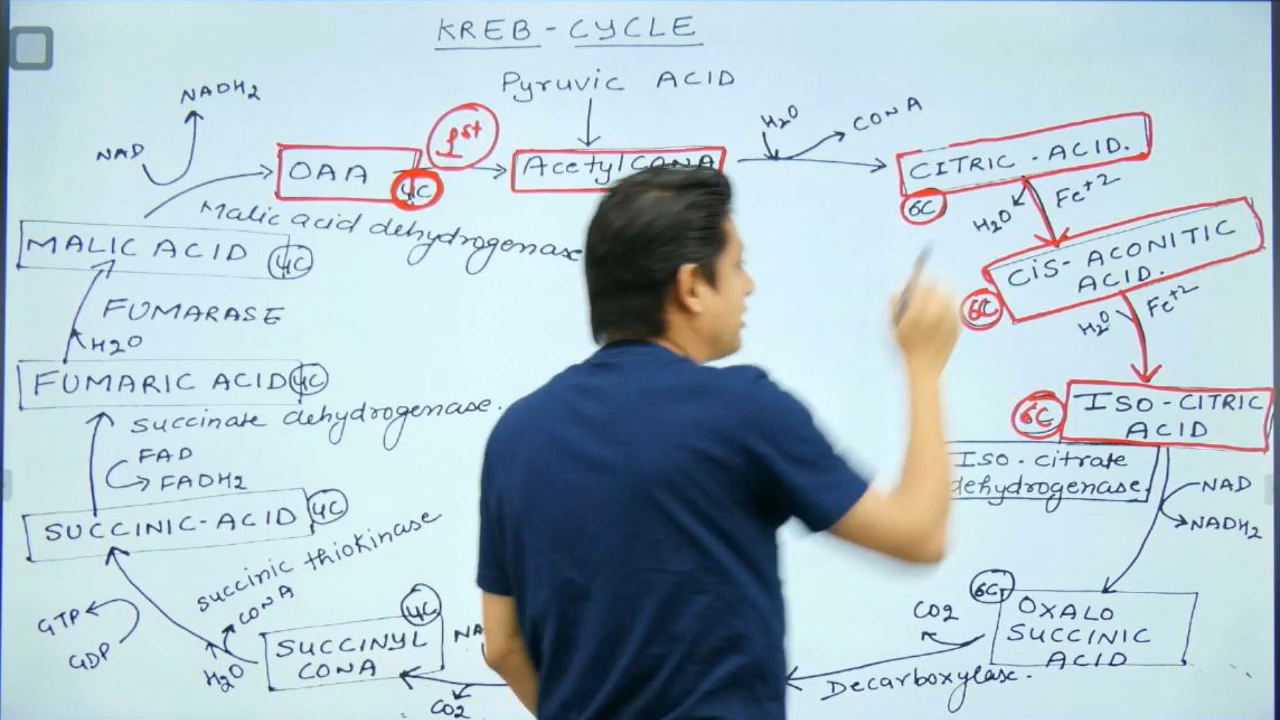 KREB-CYCLE
Pyruvic ACID
NADH2
NAD
OAA
4C
1st
Acetyl CONA
H2O
CONA
CITRIC-ACID.
6C
H2O
Fe+2
Malic acid dehydrogenase
MALIC ACID
4C
CIS-ACONITIC
ACID.
6C
H2O
Fe+2
FUMARASE
H2O
FUMARIC ACID
4C
ISO-CITRIC
ACID
6C
Succinate dehydrogenase.
FAD
FADH2
Iso-citrate
dehydrogenase.
NAD
NADH2
SUCCINIC-ACID
4C
Succinic thiokinase
CONA
GTP
GDP
H2O
SUCCINYL
CONA
4C
CO2
CO2
6C
OXALO
SUCCINIC
ACID
Decarboxylase.